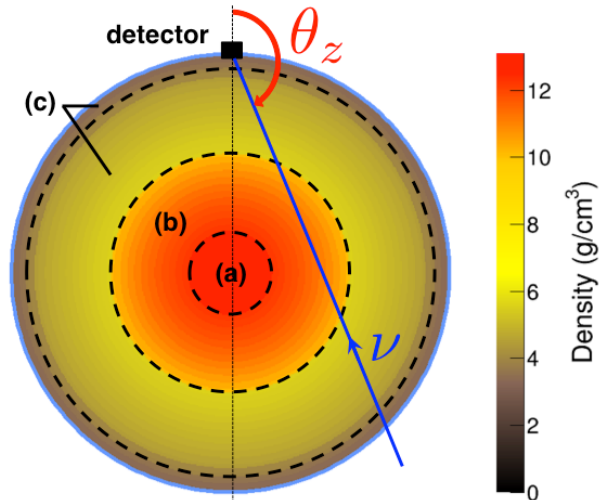 detector
θz
(c)
(b)
(a)
ν
12
10
8
6
4
2
0
Density (g/cm³)